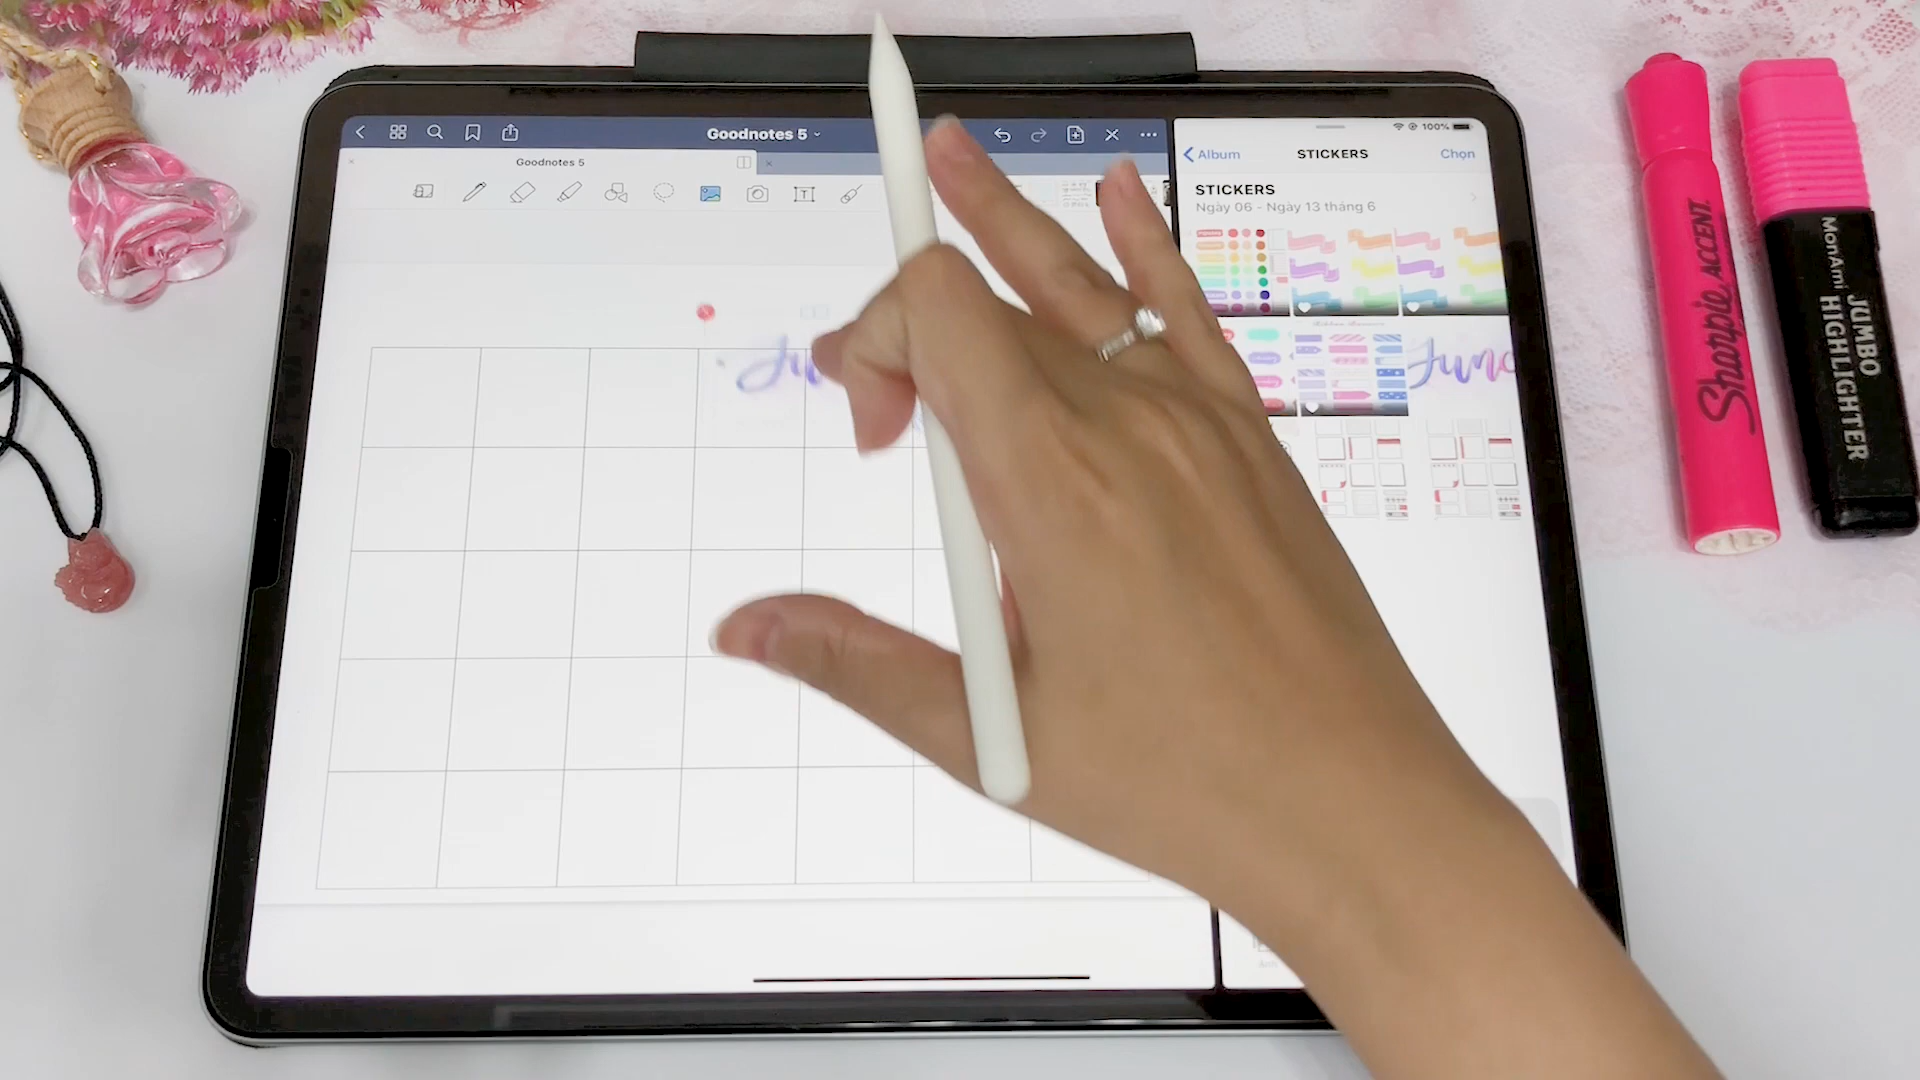 Goodnotes 5
Goodnotes 5
100%
Album
STICKERS
Chọn
STICKERS
Ngày 06 - Ngày 13 tháng 6
June
Sharpie ACCENT
MonAmi JUMBO
HIGHLIGHTER